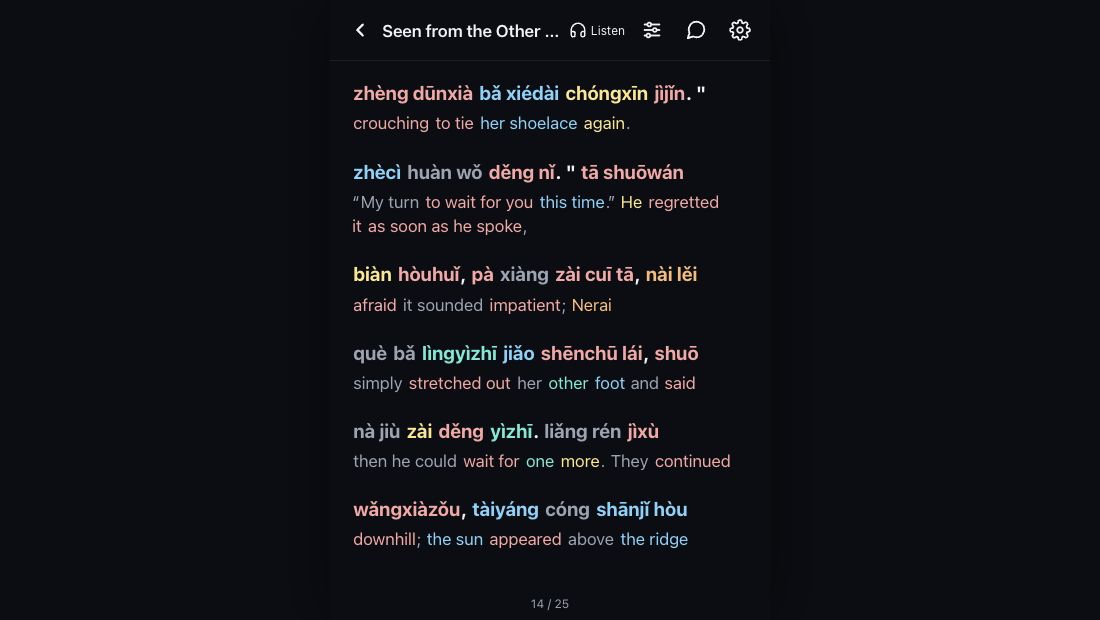 Seen from the Other ... Listen
zhèng dūnxià bǎ xiédài chóngxīn jìjǐn. "
crouching to tie her shoelace again.
zhècì huàn wǒ děng nǐ. " tā shuōwán
“My turn to wait for you this time.” He regretted
it as soon as he spoke,
biàn hòuhuǐ, pà xiàng zài cuī tā, nài lěi
afraid it sounded impatient; Nerai
què bǎ lìngyìzhī jiǎo shēnchū lái, shuō
simply stretched out her other foot and said
nà jiù zài děng yìzhī. liǎng rén jìxù
then he could wait for one more. They continued
wǎngxiàzǒu, tàiyáng cóng shānjǐ hòu
downhill; the sun appeared above the ridge
14 / 25